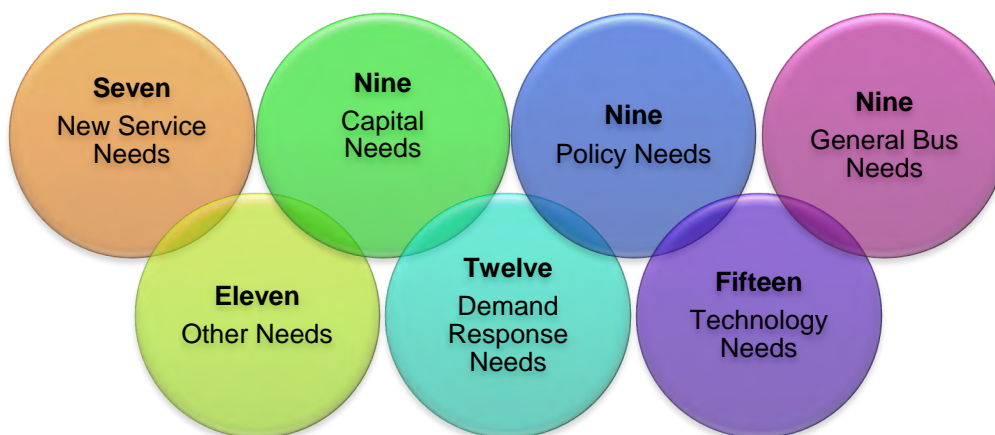 Seven
New Service
Needs
Nine
Capital
Needs
Nine
Policy Needs
Nine
General Bus
Needs
Eleven
Other Needs
Twelve
Demand
Response
Needs
Fifteen
Technology
Needs